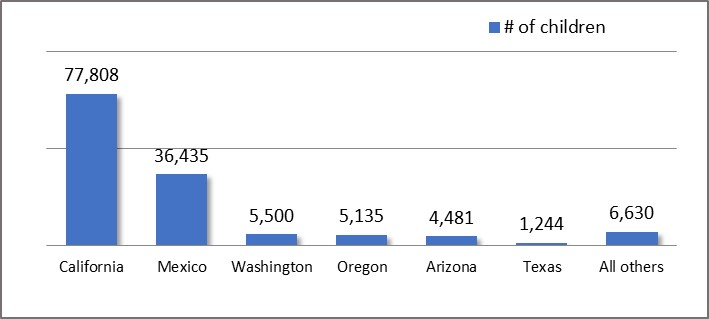 # of children
77,808
36,435
5,500
5,135
4,481
1,244
6,630
California
Mexico
Washington
Oregon
Arizona
Texas
All others